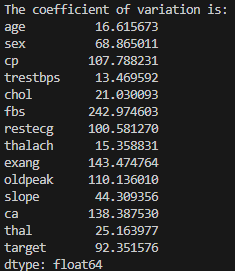 The coefficient of variation is:
age 16.615673
sex 68.865011
cp 107.788231
trestbps 13.469592
chol 21.030093
fbs 242.974603
restecg 100.581270
thalach 15.358831
exang 143.474764
oldpeak 110.136010
slope 44.309356
ca 138.387530
thal 25.163977
target 92.351576
dtype: float64